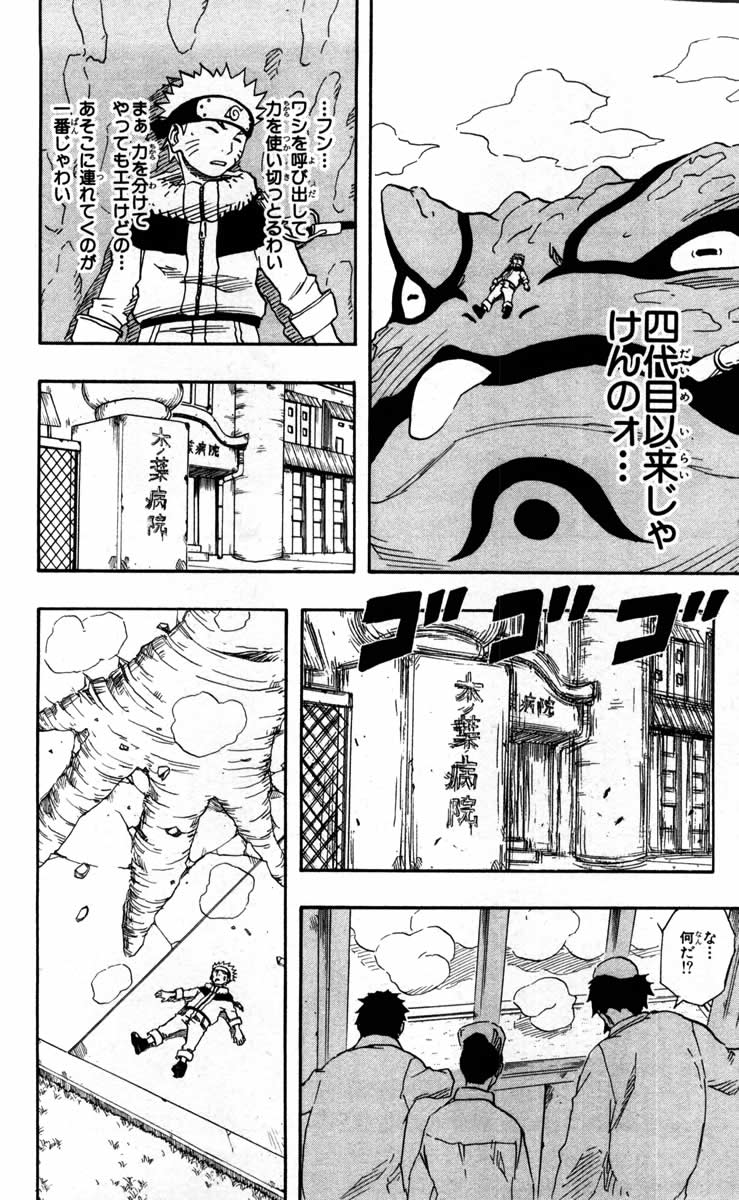 四代目以来じゃ
けんのォ…
…フン…
ワシを呼び出して
力を使い切っとるわい
まぁ 力を分けて
やってもエエけどの…
あそこに連れてくのが
一番じゃわい
木ノ葉病院
葉病院
ゴゴゴ
木ノ葉病院
葉病院
な…
何だ!?